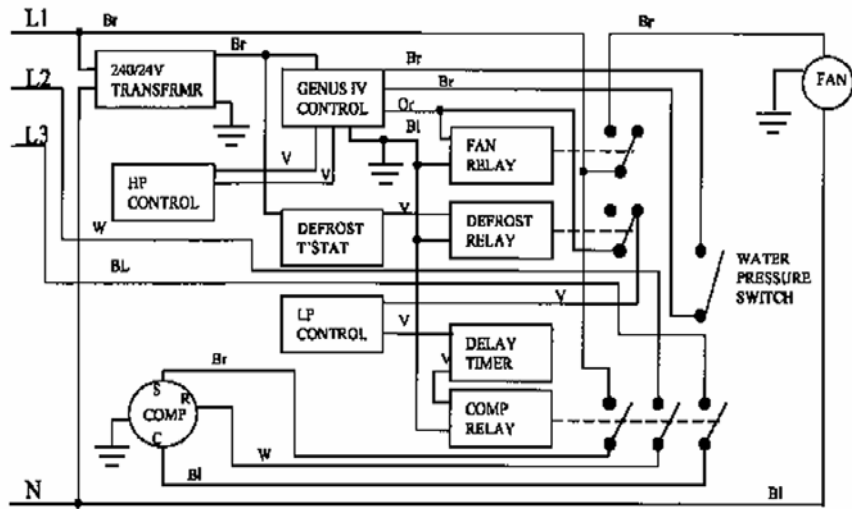 L1
Br
Br
240/24V
TRANSFRMR
Br
GENUS IV
CONTROL
Br
Br
Or
Bl
Br
FAN
L2
L3
V
V
HP
CONTROL
FAN
RELAY
W
DEFROST
T'STAT
V
DEFROST
RELAY
BL
WATER
PRESSURE
SWITCH
LP
CONTROL
V
V
DELAY
TIMER
V
Br
S
R
COMP
C
COMP
RELAY
W
Bl
N
Bl